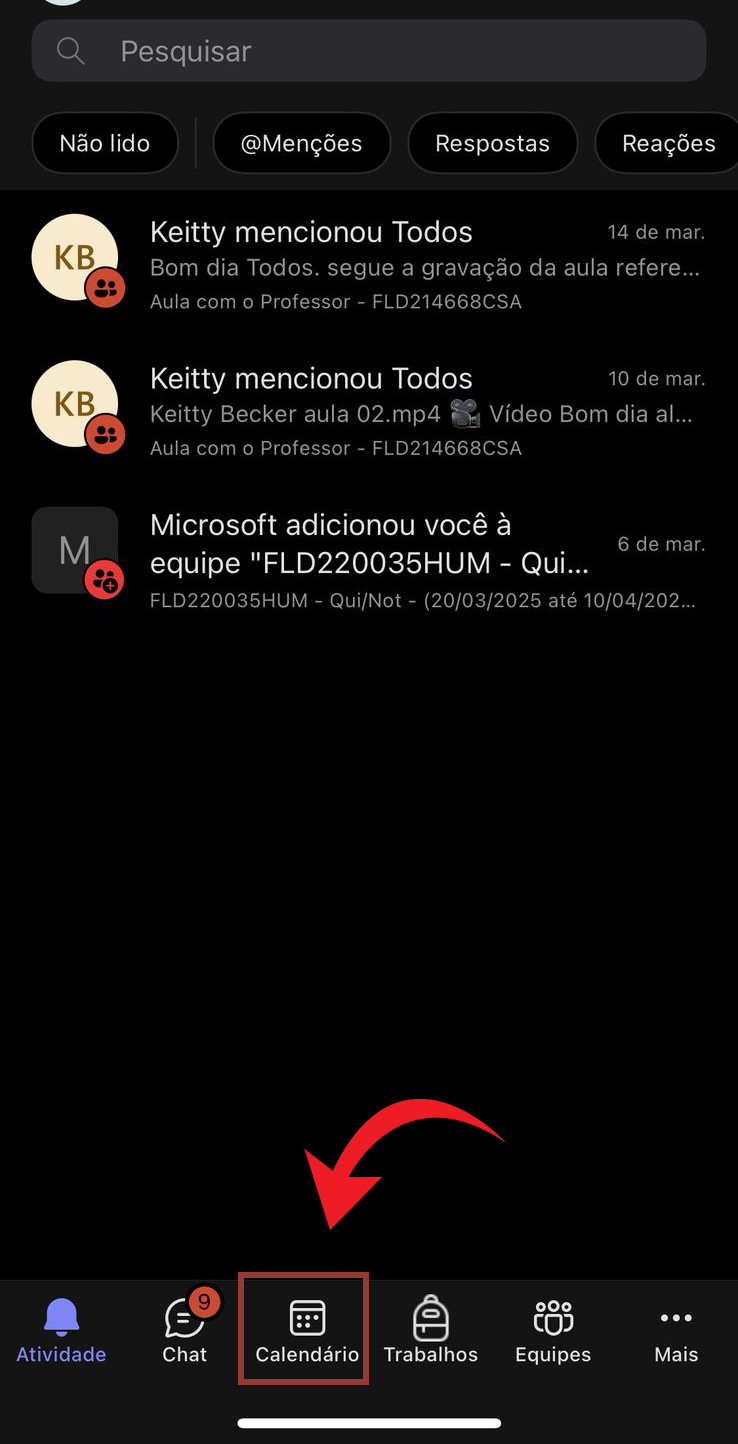 Pesquisar
Não lido
@Menções
Respostas
Reações
KB
Keitty mencionou Todos
14 de mar.
Bom dia Todos. segue a gravação da aula refere...
Aula com o Professor - FLD214668CSA
KB
Keitty mencionou Todos
10 de mar.
Keitty Becker aula 02.mp4 🎥 Vídeo Bom dia al...
Aula com o Professor - FLD214668CSA
M
Microsoft adicionou você à
equipe "FLD220035HUM - Qui...
6 de mar.
FLD220035HUM - Qui/Not - (20/03/2025 até 10/04/202...
9
Atividade
Chat
Calendário
Trabalhos
Equipes
Mais